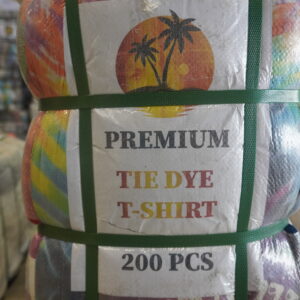 PREMIUM
TIE DYE
T-SHIRT
200 PCS